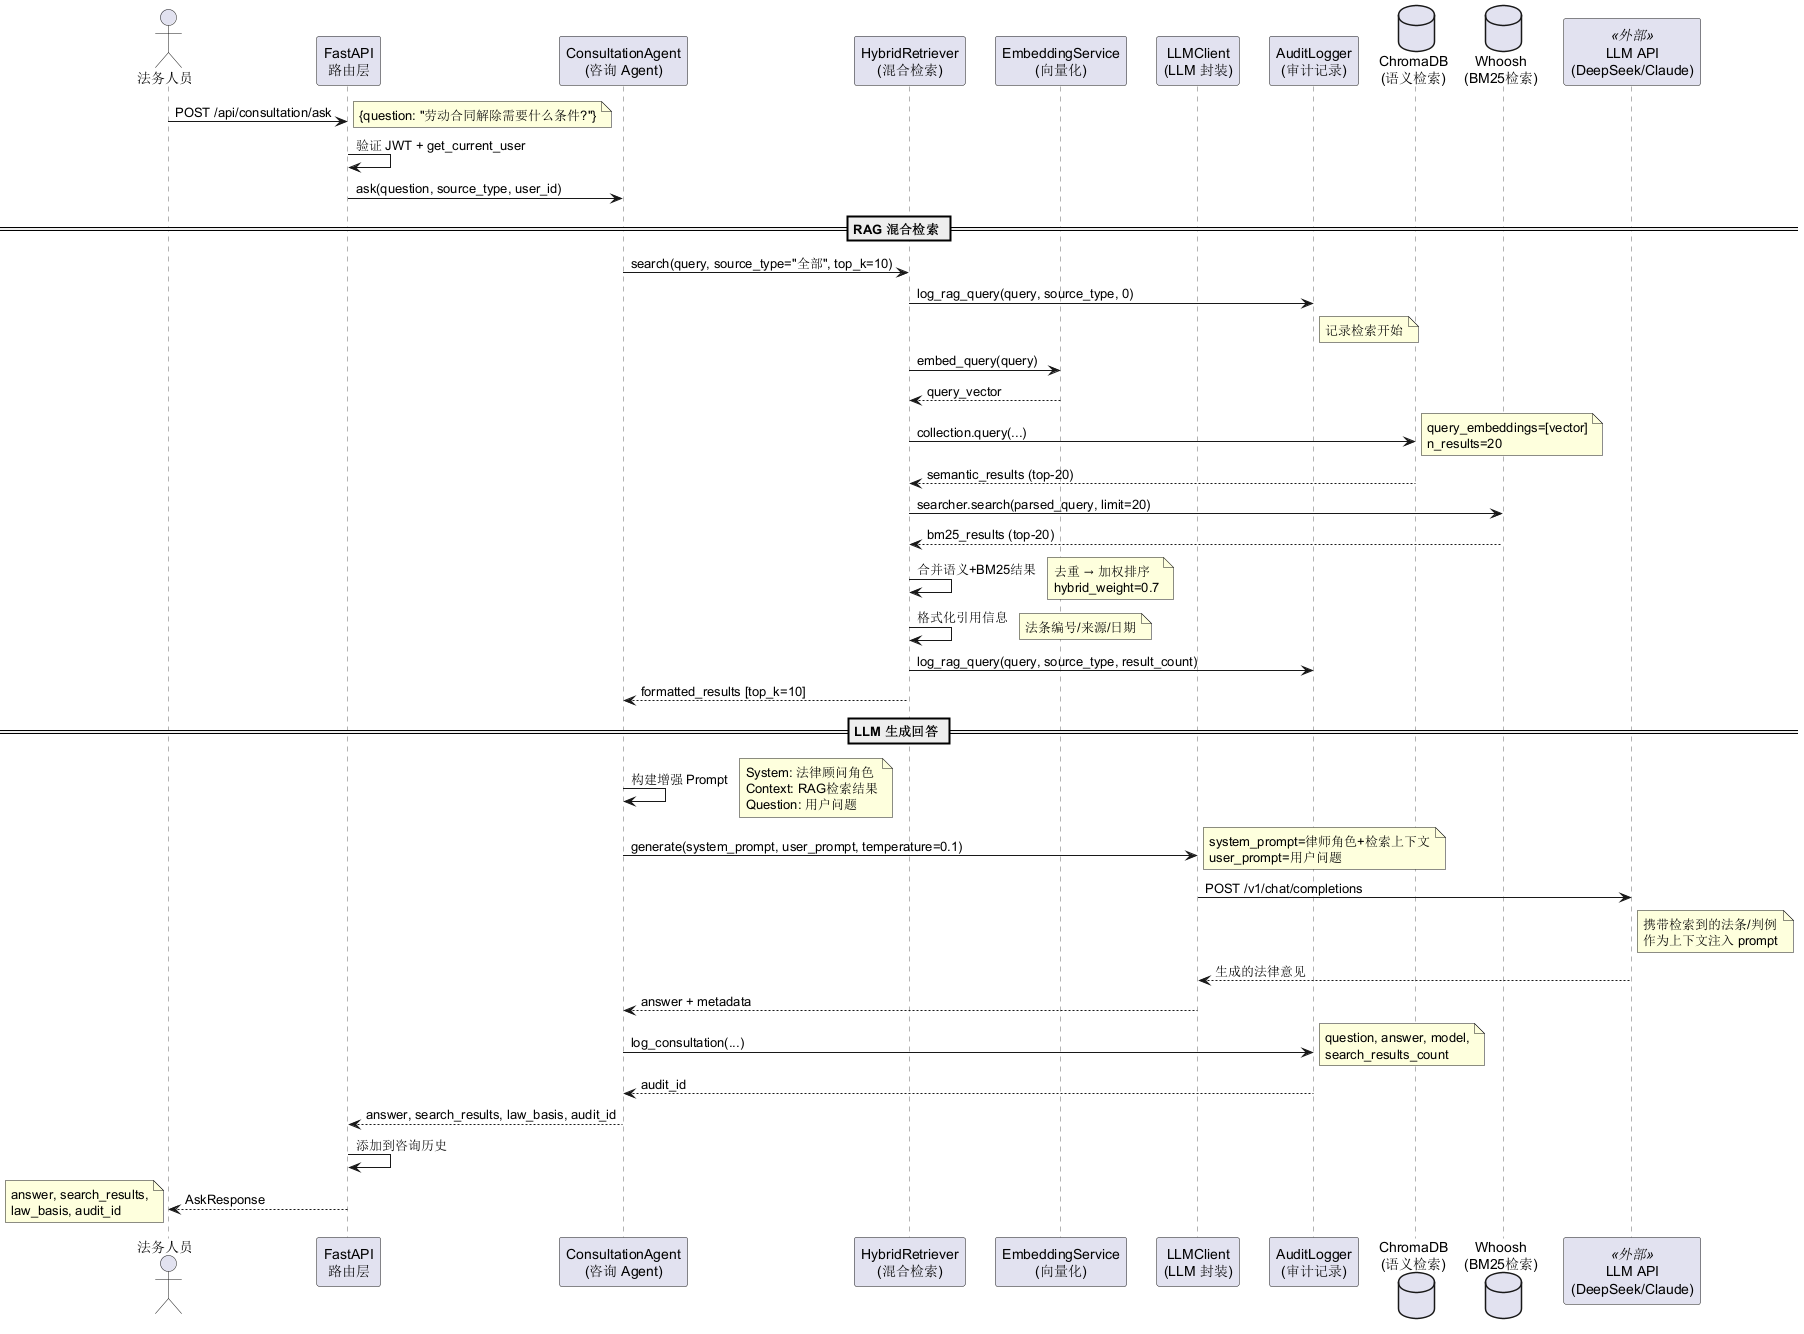 法务人员
FastAPI
路由层
ConsultationAgent
(咨询 Agent)
HybridRetriever
(混合检索)
EmbeddingService
(向量化)
LLMClient
(LLM 封装)
AuditLogger
(审计记录)
ChromaDB
(语义检索)
Whoosh
(BM25检索)
«外部»
LLM API
(DeepSeek/Claude)
POST /api/consultation/ask
{question: "劳动合同解除需要什么条件?"}
验证 JWT + get_current_user
ask(question, source_type, user_id)
RAG 混合检索
search(query, source_type="全部", top_k=10)
log_rag_query(query, source_type, 0)
记录检索开始
embed_query(query)
query_vector
collection.query(...)
query_embeddings=[vector]
n_results=20
semantic_results (top-20)
searcher.search(parsed_query, limit=20)
bm25_results (top-20)
合并语义+BM25结果
去重 → 加权排序
hybrid_weight=0.7
格式化引用信息
法条编号/来源/日期
log_rag_query(query, source_type, result_count)
formatted_results [top_k=10]
LLM 生成回答
构建增强 Prompt
System: 法律顾问角色
Context: RAG检索结果
Question: 用户问题
generate(system_prompt, user_prompt, temperature=0.1)
system_prompt=律师角色+检索上下文
user_prompt=用户问题
POST /v1/chat/completions
携带检索到的法条/判例
作为上下文注入 prompt
生成的法律意见
answer + metadata
log_consultation(...)
question, answer, model,
search_results_count
audit_id
answer, search_results, law_basis, audit_id
添加到咨询历史
AskResponse
answer, search_results,
law_basis, audit_id
法务人员
FastAPI
路由层
ConsultationAgent
(咨询 Agent)
HybridRetriever
(混合检索)
EmbeddingService
(向量化)
LLMClient
(LLM 封装)
AuditLogger
(审计记录)
ChromaDB
(语义检索)
Whoosh
(BM25检索)
«外部»
LLM API
(DeepSeek/Claude)